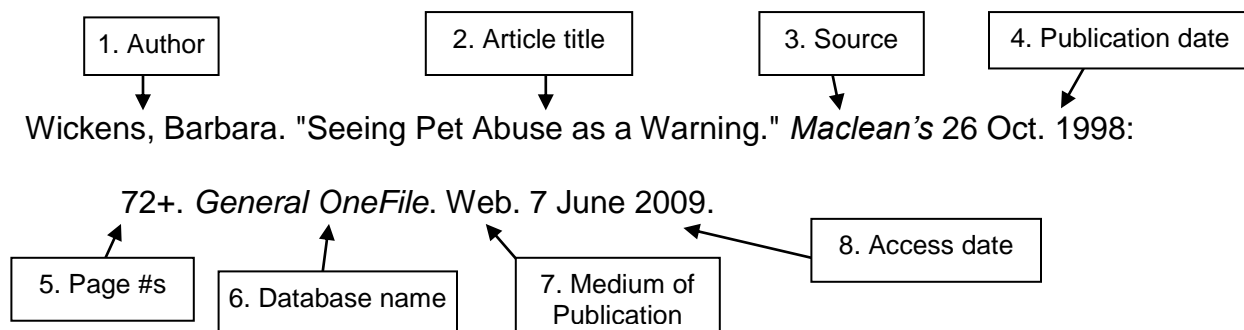 1. Author
2. Article title
3. Source
4. Publication date
Wickens, Barbara. "Seeing Pet Abuse as a Warning." Maclean’s 26 Oct. 1998:
72+. General OneFile. Web. 7 June 2009.
5. Page #s
6. Database name
7. Medium of
Publication
8. Access date